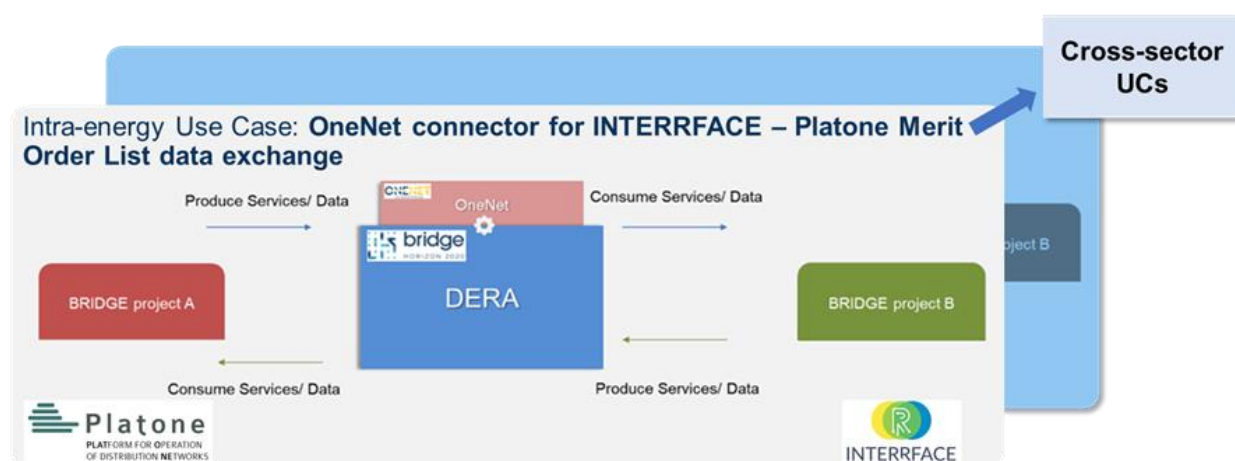 Cross-sector
UCs
Intra-energy Use Case: OneNet connector for INTERRFACE – Platone Merit
Order List data exchange
Produce Services/ Data
ONENET
OneNet
Consume Services/ Data
bridge
HORIZON 2020
DERA
BRIDGE project A
BRIDGE project B
project B
Consume Services/ Data
Produce Services/ Data
Platone
PLATFORM FOR OPERATION
OF DISTRIBUTION NETWORKS
INTERRFACE